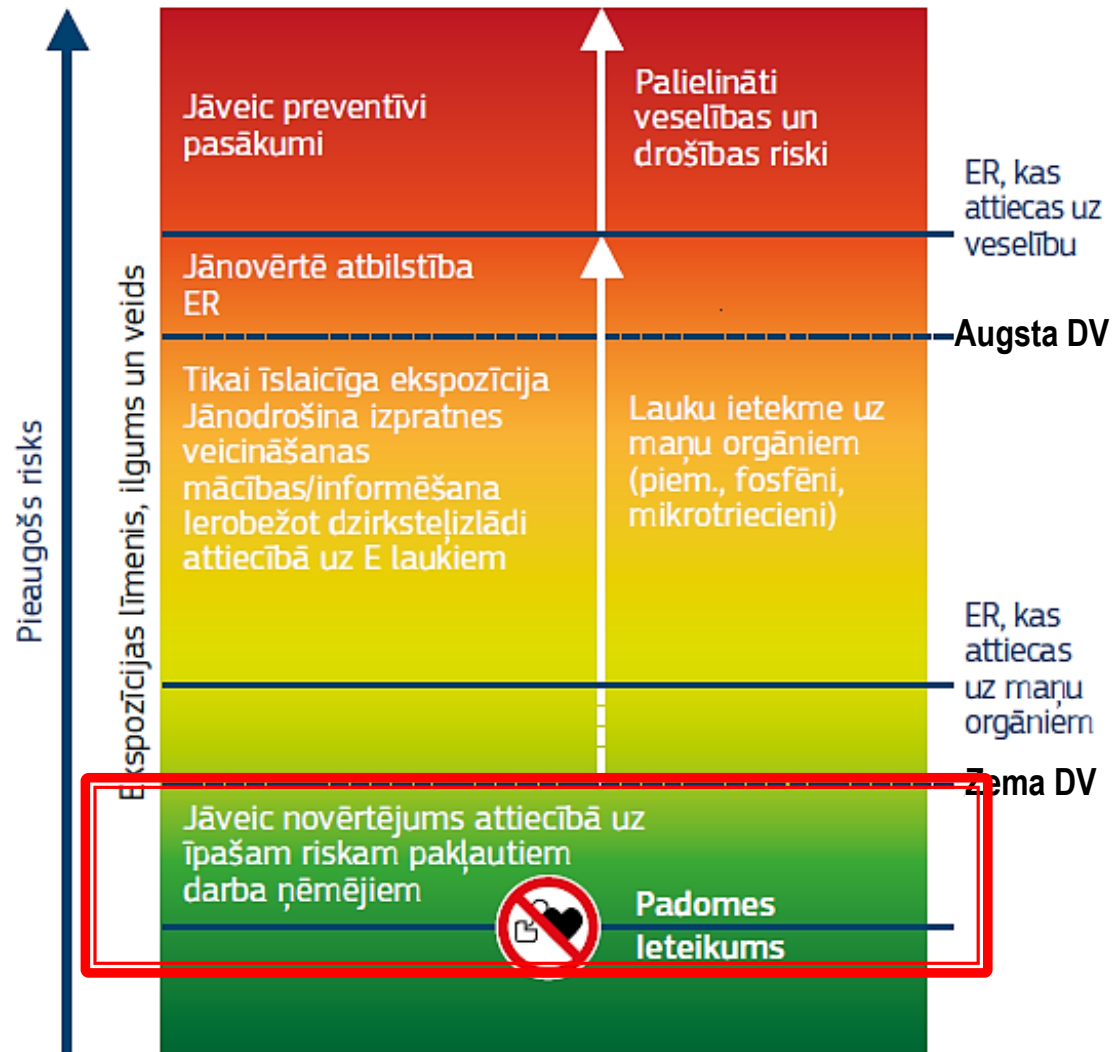 Pieaugošs risks
Ekspozīcijas līmenis, ilgums un veids
Jāveic preventīvi
pasākumi
Palielināti
veselības un
drošības riski
ER, kas
attiecas uz
veselību
Jānovērtē atbilstība
ER
Augsta DV
Tikai īslaicīga ekspozīcija
Jānodrošina izpratnes
veicināšanas
mācības/informēšana
Ierobežot dzirksteļizlādi
attiecībā uz E laukiem
Lauku ietekme uz
maņu orgāniem
(piem., fosfēni,
mikrotriecieni)
ER, kas
attiecas
uz maņu
orgāniem
Zema DV
Jāveic novērtējums attiecībā uz
īpašam riskam pakļautiem
darba ņēmējiem
Padomes
Ieteikums